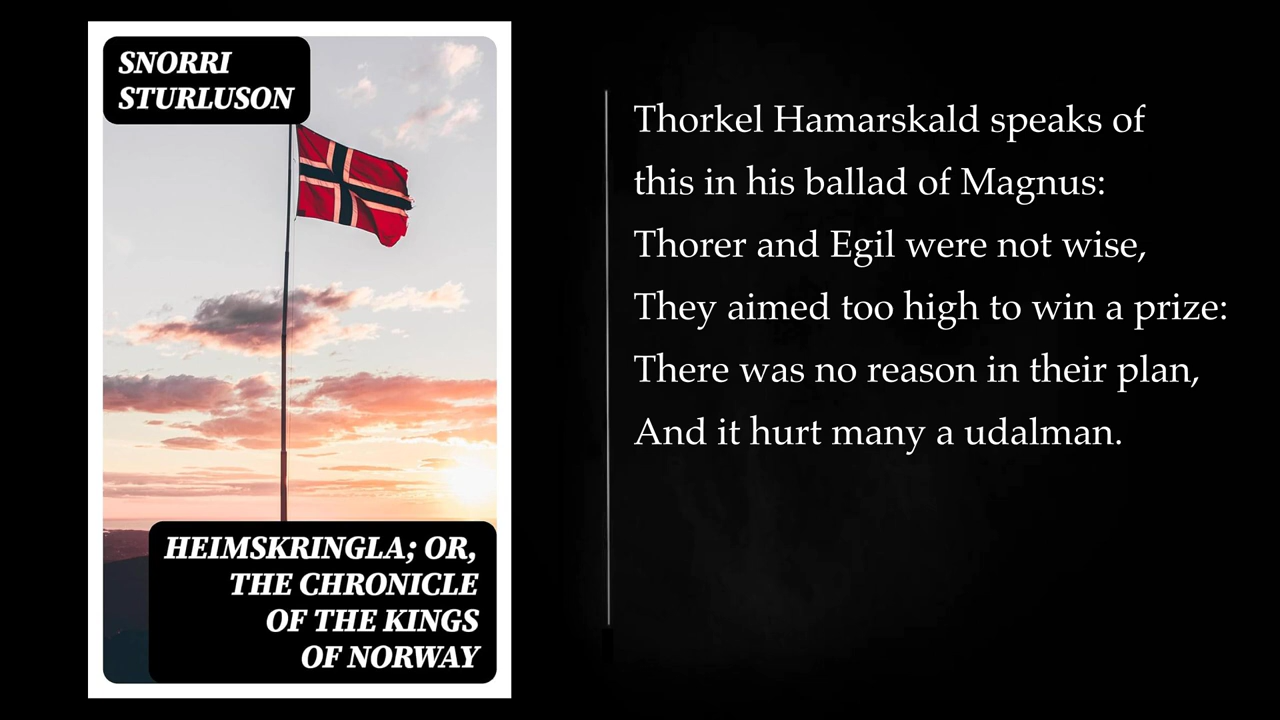 SNORRI
STURLUSON
HEIMSKRINGLA; OR,
THE CHRONICLE
OF THE KINGS
OF NORWAY
Thorkel Hamarskald speaks of
this in his ballad of Magnus:
Thorer and Egil were not wise,
They aimed too high to win a prize:
There was no reason in their plan,
And it hurt many a udalman.